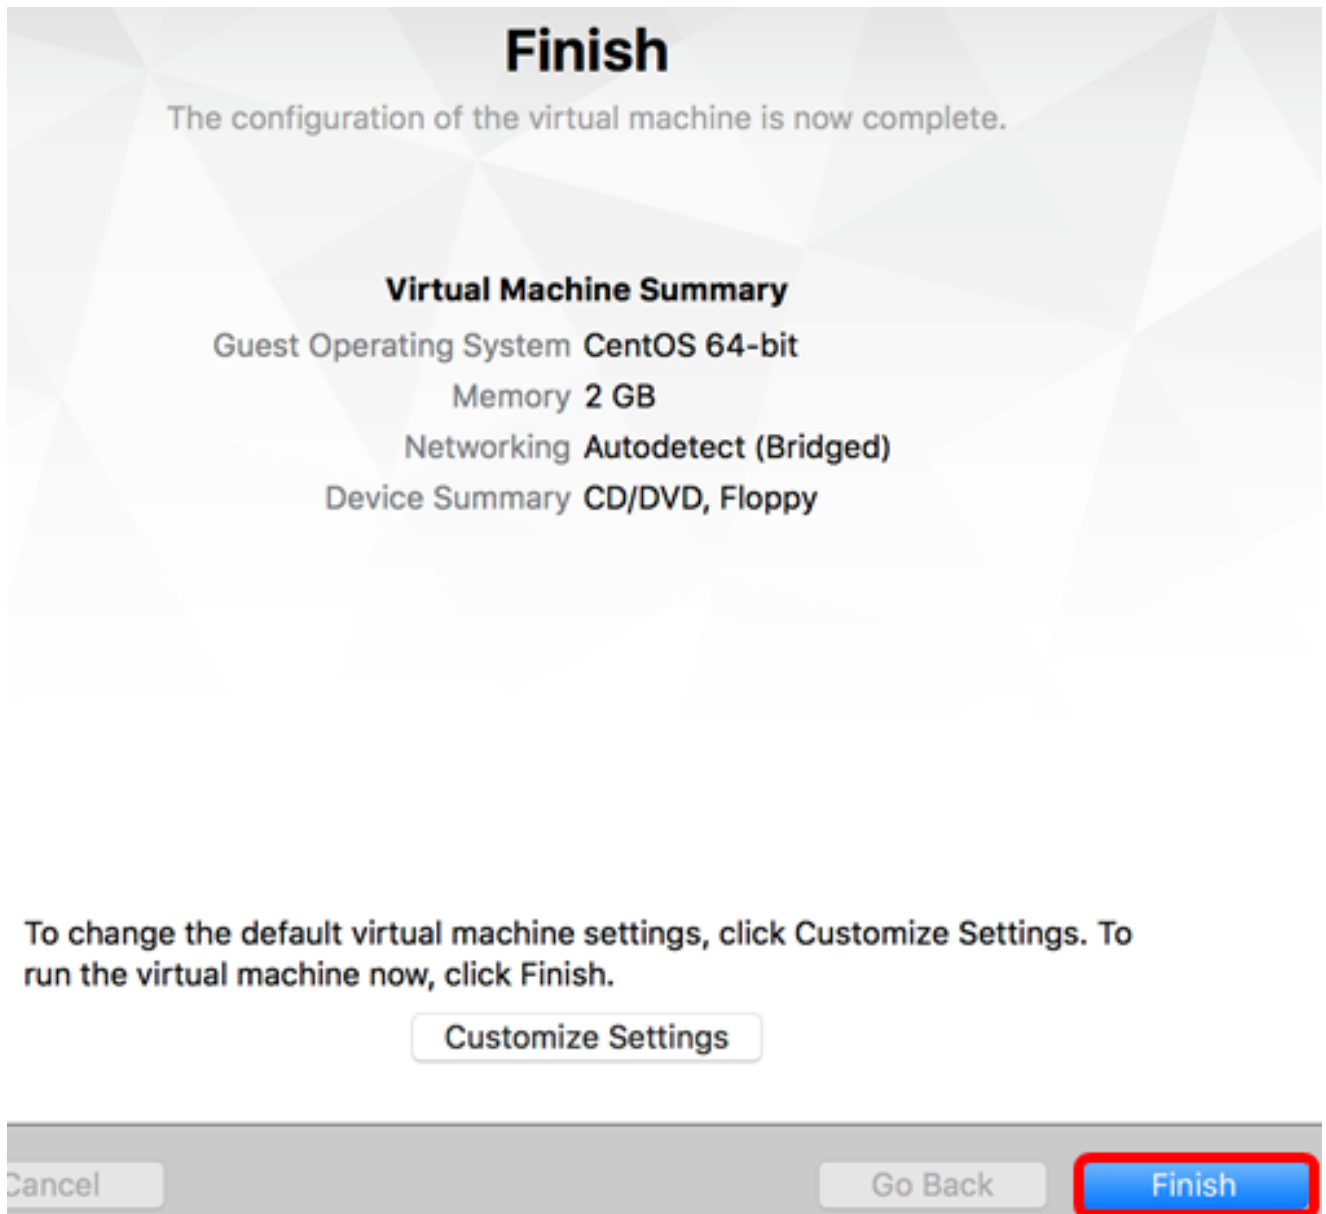 Finish
The configuration of the virtual machine is now complete.
Virtual Machine Summary
Guest Operating System CentOS 64-bit
Memory 2 GB
Networking Autodetect (Bridged)
Device Summary CD/DVD, Floppy
To change the default virtual machine settings, click Customize Settings. To
run the virtual machine now, click Finish.
Customize Settings
Cancel Go Back Finish